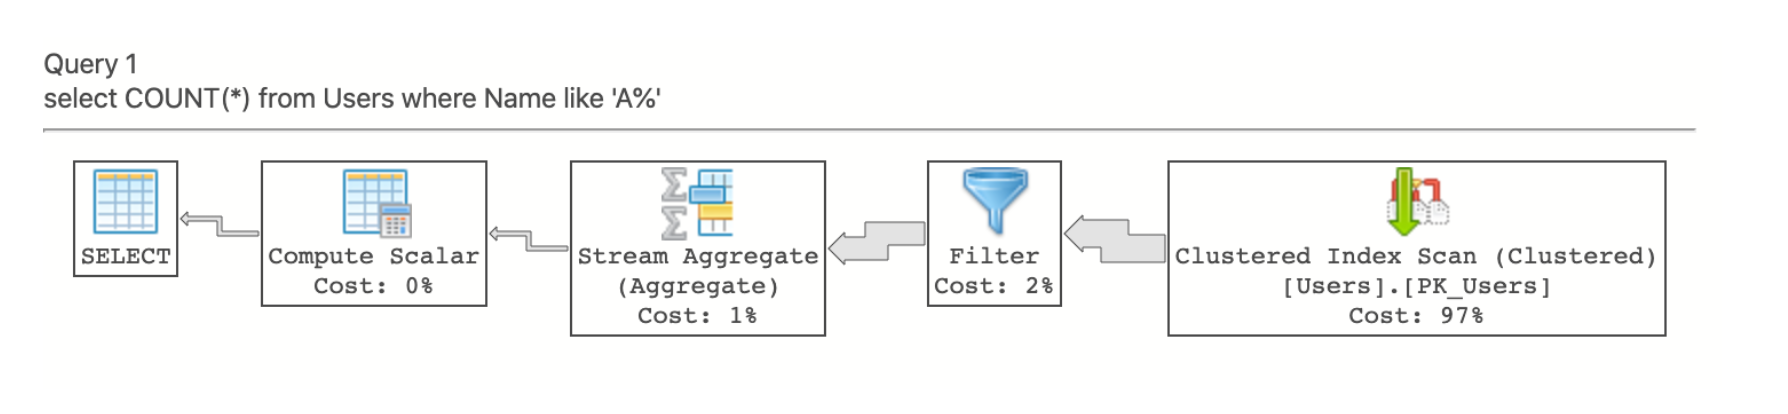 Query 1
select COUNT(*) from Users where Name like 'A%'
SELECT
Compute Scalar
Cost: 0%
Stream Aggregate
(Aggregate)
Cost: 1%
Filter
Cost: 2%
Clustered Index Scan (Clustered)
[Users].[PK_Users]
Cost: 97%